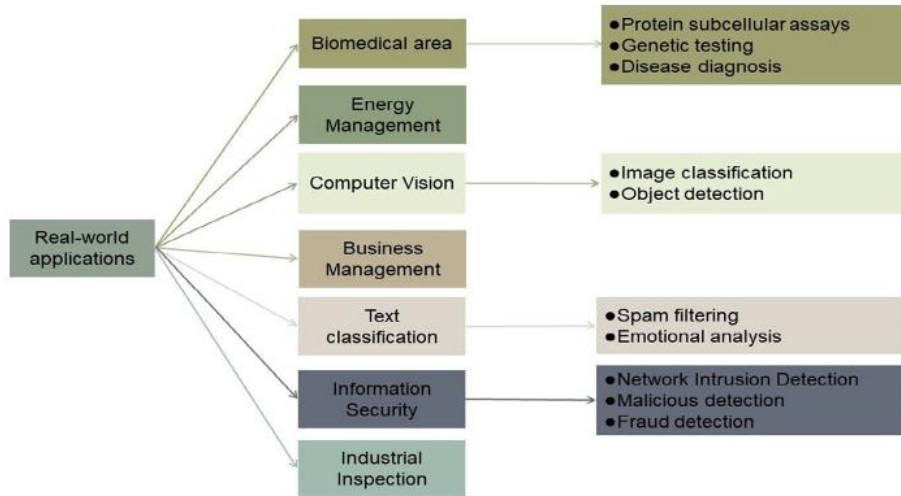 Biomedical area
●Protein subcellular assays
●Genetic testing
●Disease diagnosis
Energy
Management
Computer Vision
●Image classification
●Object detection
Real-world
applications
Business
Management
Text
classification
●Spam filtering
●Emotional analysis
Information
Security
●Network Intrusion Detection
●Malicious detection
●Fraud detection
Industrial
Inspection